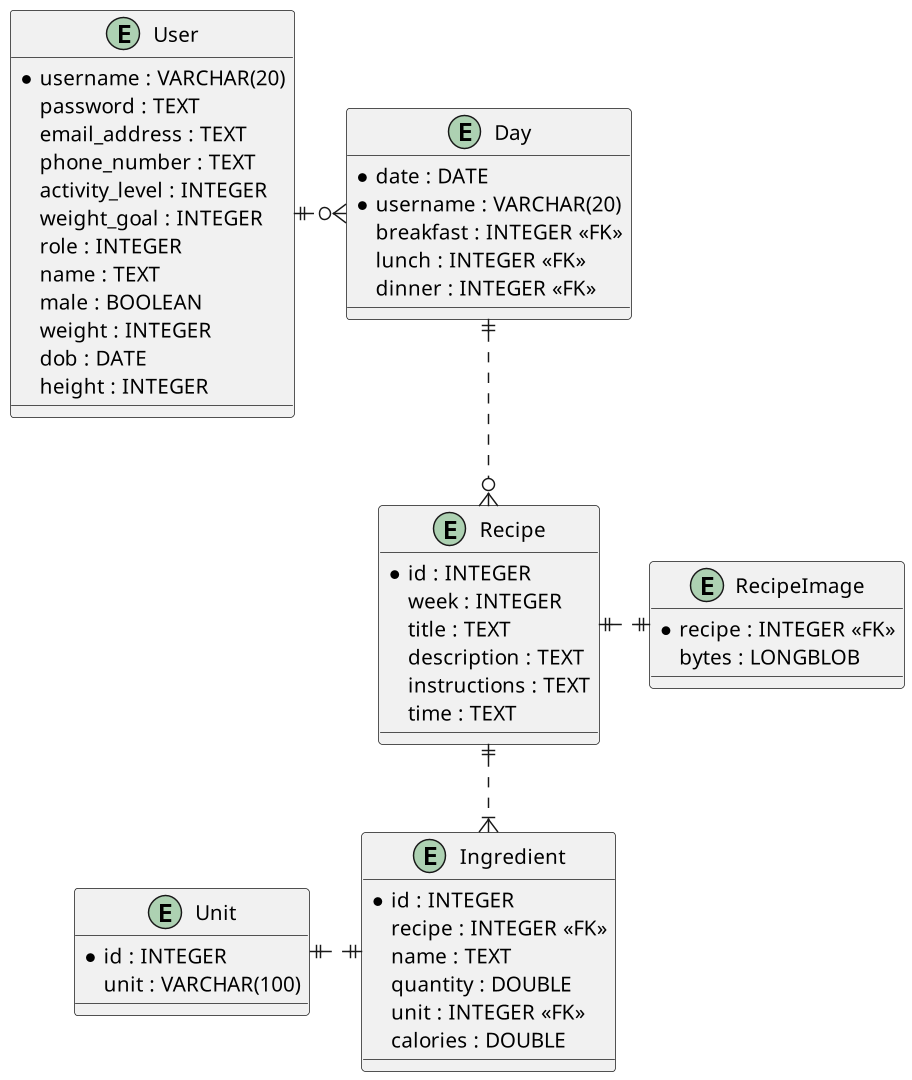 E User
* username : VARCHAR(20)
password : TEXT
email_address : TEXT
phone_number : TEXT
activity_level : INTEGER
weight_goal : INTEGER
role : INTEGER
name : TEXT
male : BOOLEAN
weight : INTEGER
dob : DATE
height : INTEGER
E Day
* date : DATE
* username : VARCHAR(20)
breakfast : INTEGER «FK»
lunch : INTEGER «FK»
dinner : INTEGER «FK»
E Recipe
* id : INTEGER
week : INTEGER
title : TEXT
description : TEXT
instructions : TEXT
time : TEXT
E RecipeImage
* recipe : INTEGER «FK»
bytes : LONGBLOB
E Unit
* id : INTEGER
unit : VARCHAR(100)
E Ingredient
* id : INTEGER
recipe : INTEGER «FK»
name : TEXT
quantity : DOUBLE
unit : INTEGER «FK»
calories : DOUBLE